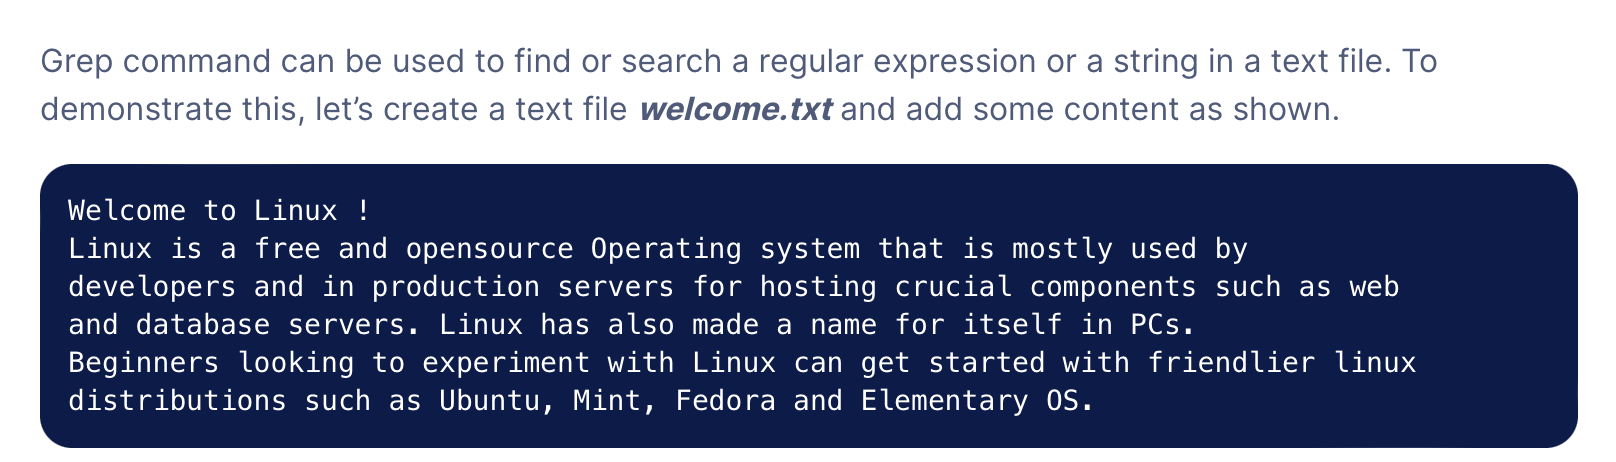 Grep command can be used to find or search a regular expression or a string in a text file. To
demonstrate this, let’s create a text file welcome.txt and add some content as shown.
Welcome to Linux !
Linux is a free and opensource Operating system that is mostly used by
developers and in production servers for hosting crucial components such as web
and database servers. Linux has also made a name for itself in PCs.
Beginners looking to experiment with Linux can get started with friendlier linux
distributions such as Ubuntu, Mint, Fedora and Elementary OS.